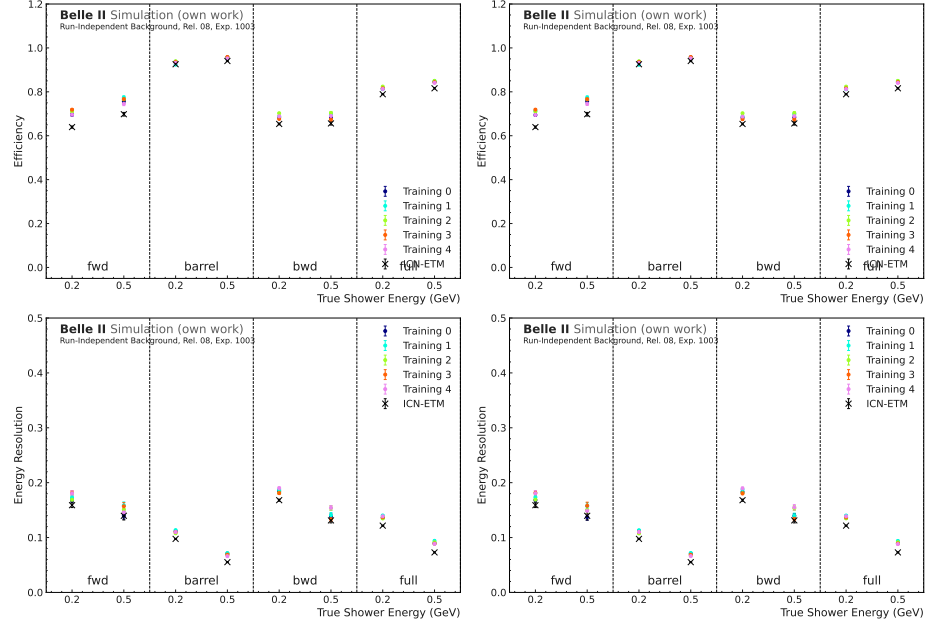 1.2
1.0
0.8
0.6
0.4
0.2
0.0
Efficiency
Belle II Simulation (own work)
Run-Independent Background, Rel. 08, Exp. 1003
Training 0
Training 1
Training 2
Training 3
Training 4
ICN-ETM
fwd barrel bwd full
0.2 0.5 0.2 0.5 0.2 0.5 0.2 0.5
True Shower Energy (GeV)
1.2
1.0
0.8
0.6
0.4
0.2
0.0
Efficiency
Belle II Simulation (own work)
Run-Independent Background, Rel. 08, Exp. 1003
Training 0
Training 1
Training 2
Training 3
Training 4
ICN-ETM
fwd barrel bwd full
0.2 0.5 0.2 0.5 0.2 0.5 0.2 0.5
True Shower Energy (GeV)
0.5
0.4
0.3
0.2
0.1
0.0
Energy Resolution
Belle II Simulation (own work)
Run-Independent Background, Rel. 08, Exp. 1003
Training 0
Training 1
Training 2
Training 3
Training 4
ICN-ETM
fwd barrel bwd full
0.2 0.5 0.2 0.5 0.2 0.5 0.2 0.5
True Shower Energy (GeV)
0.5
0.4
0.3
0.2
0.1
0.0
Energy Resolution
Belle II Simulation (own work)
Run-Independent Background, Rel. 08, Exp. 1003
Training 0
Training 1
Training 2
Training 3
Training 4
ICN-ETM
fwd barrel bwd full
0.2 0.5 0.2 0.5 0.2 0.5 0.2 0.5
True Shower Energy (GeV)